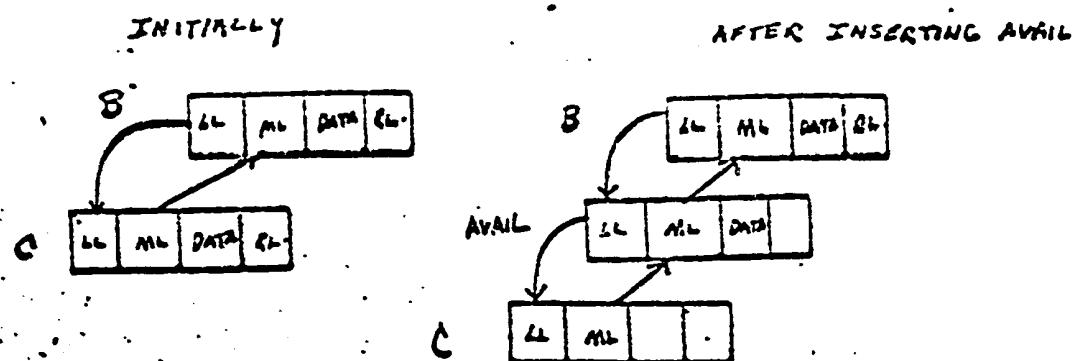 INITIALLY
AFTER INSERTING AVAIL
B
LL ML DATA RL
C
LL ML DATA RL
B
LL ML DATA RL
AVAIL
LL ML DATA
C
LL ML